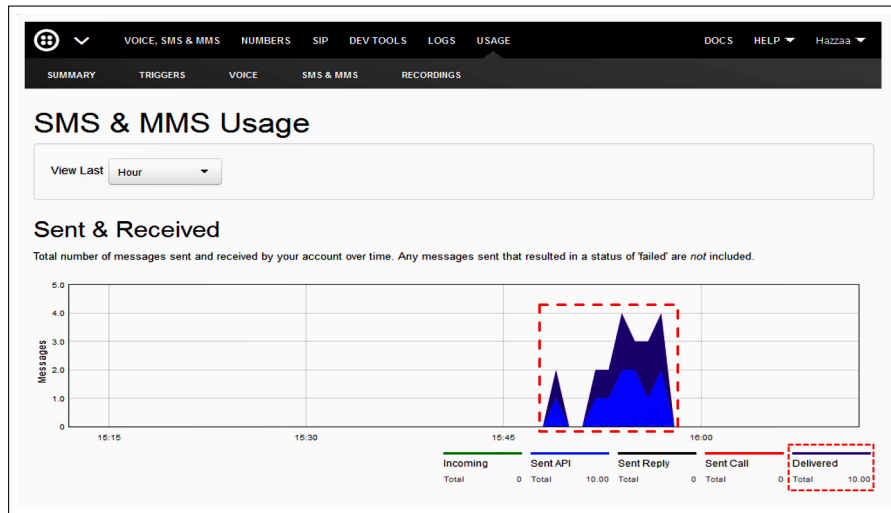 VOICE, SMS & MMS NUMBERS SIP DEV TOOLS LOGS USAGE DOCS HELP Hazzaa
SUMMARY TRIGGERS VOICE SMS & MMS RECORDINGS
SMS & MMS Usage
View Last Hour
Sent & Received
Total number of messages sent and received by your account over time. Any messages sent that resulted in a status of 'failed' are not included.
5.0
4.0
3.0
2.0
1.0
0
Messages
15:15 15:30 15:45 16:00
Incoming Sent API Sent Reply Sent Call Delivered
Total 0 Total 10.00 Total 0 Total 0 Total 10.00